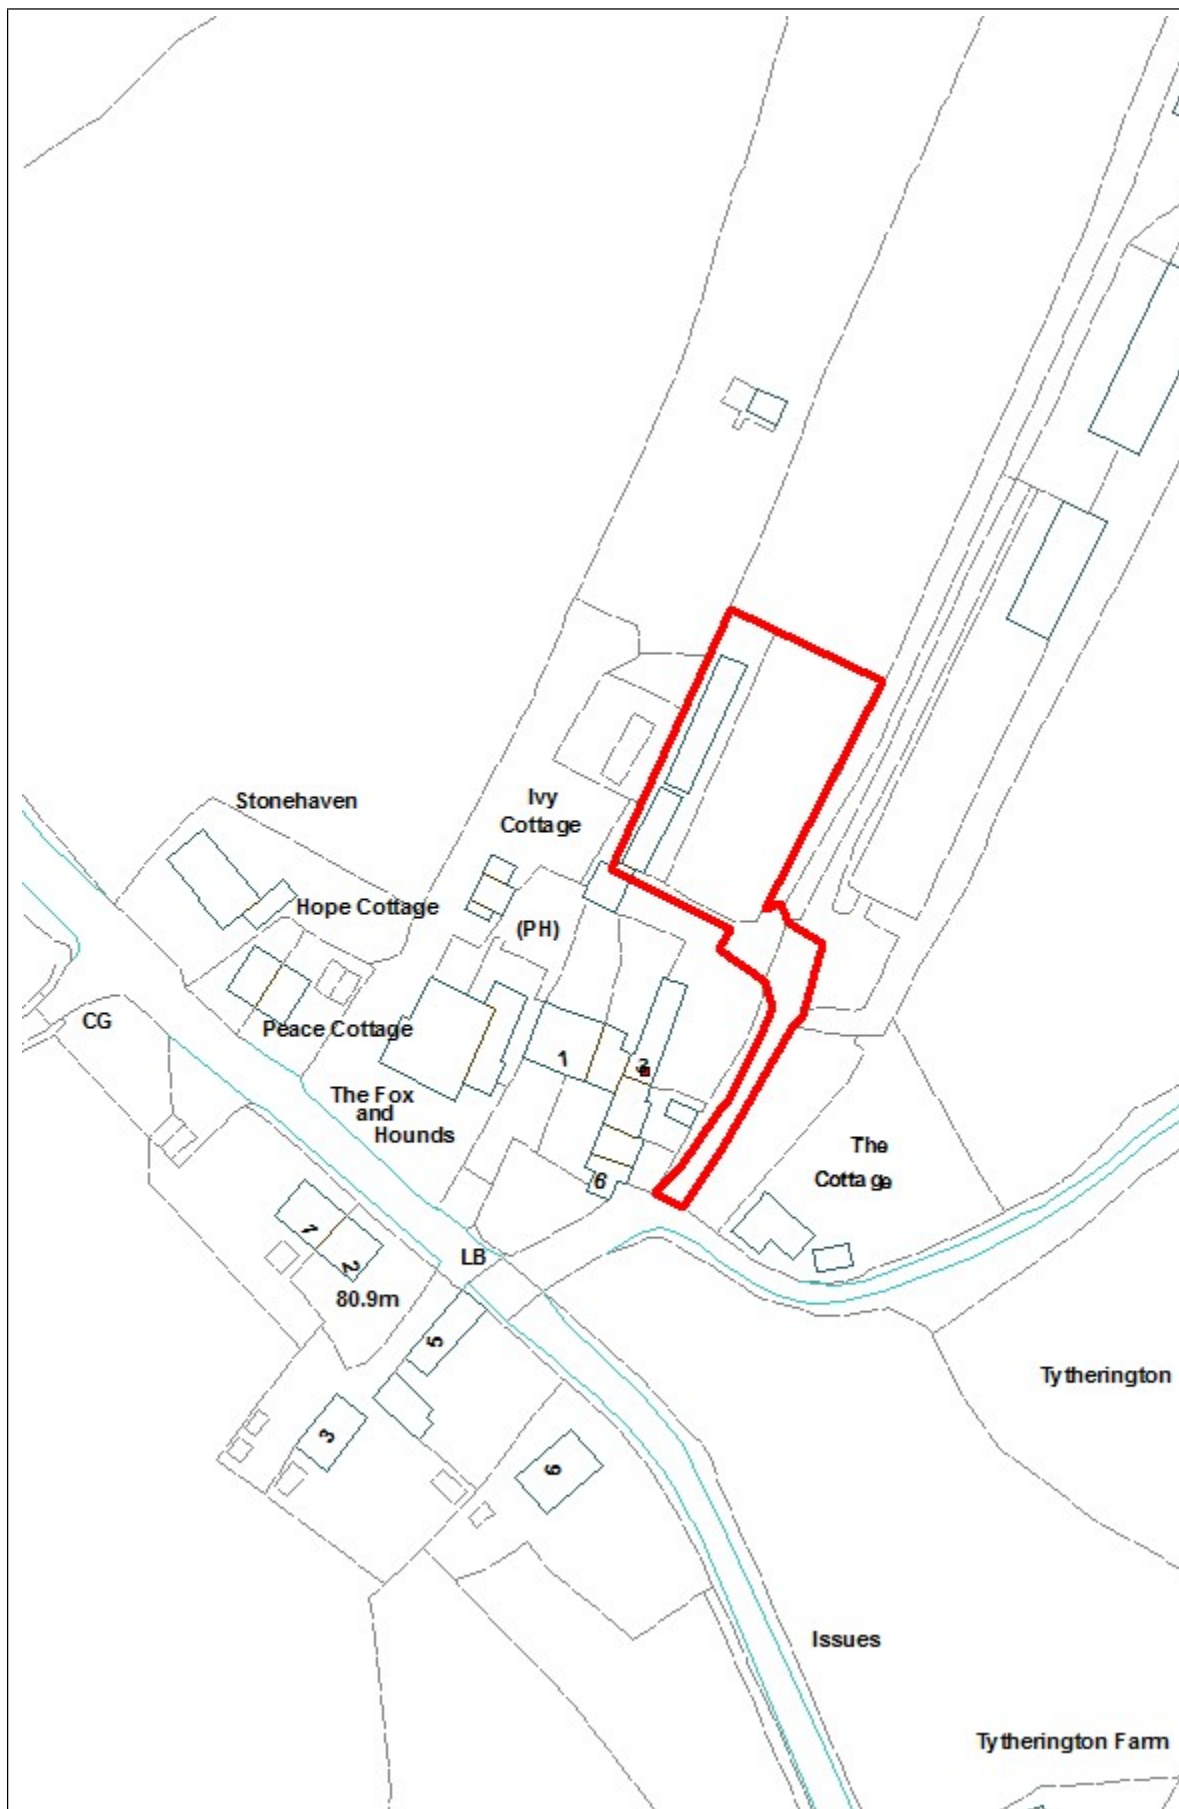 Stonehaven
Ivy
Cottage
Hope Cottage
(PH)
CG
Peace Cottage
1
The Fox
and
Hounds
The
Cottage
6
1
2
LB
80.9m
5
Tytherington
3
6
Issues
Tytherington Farm